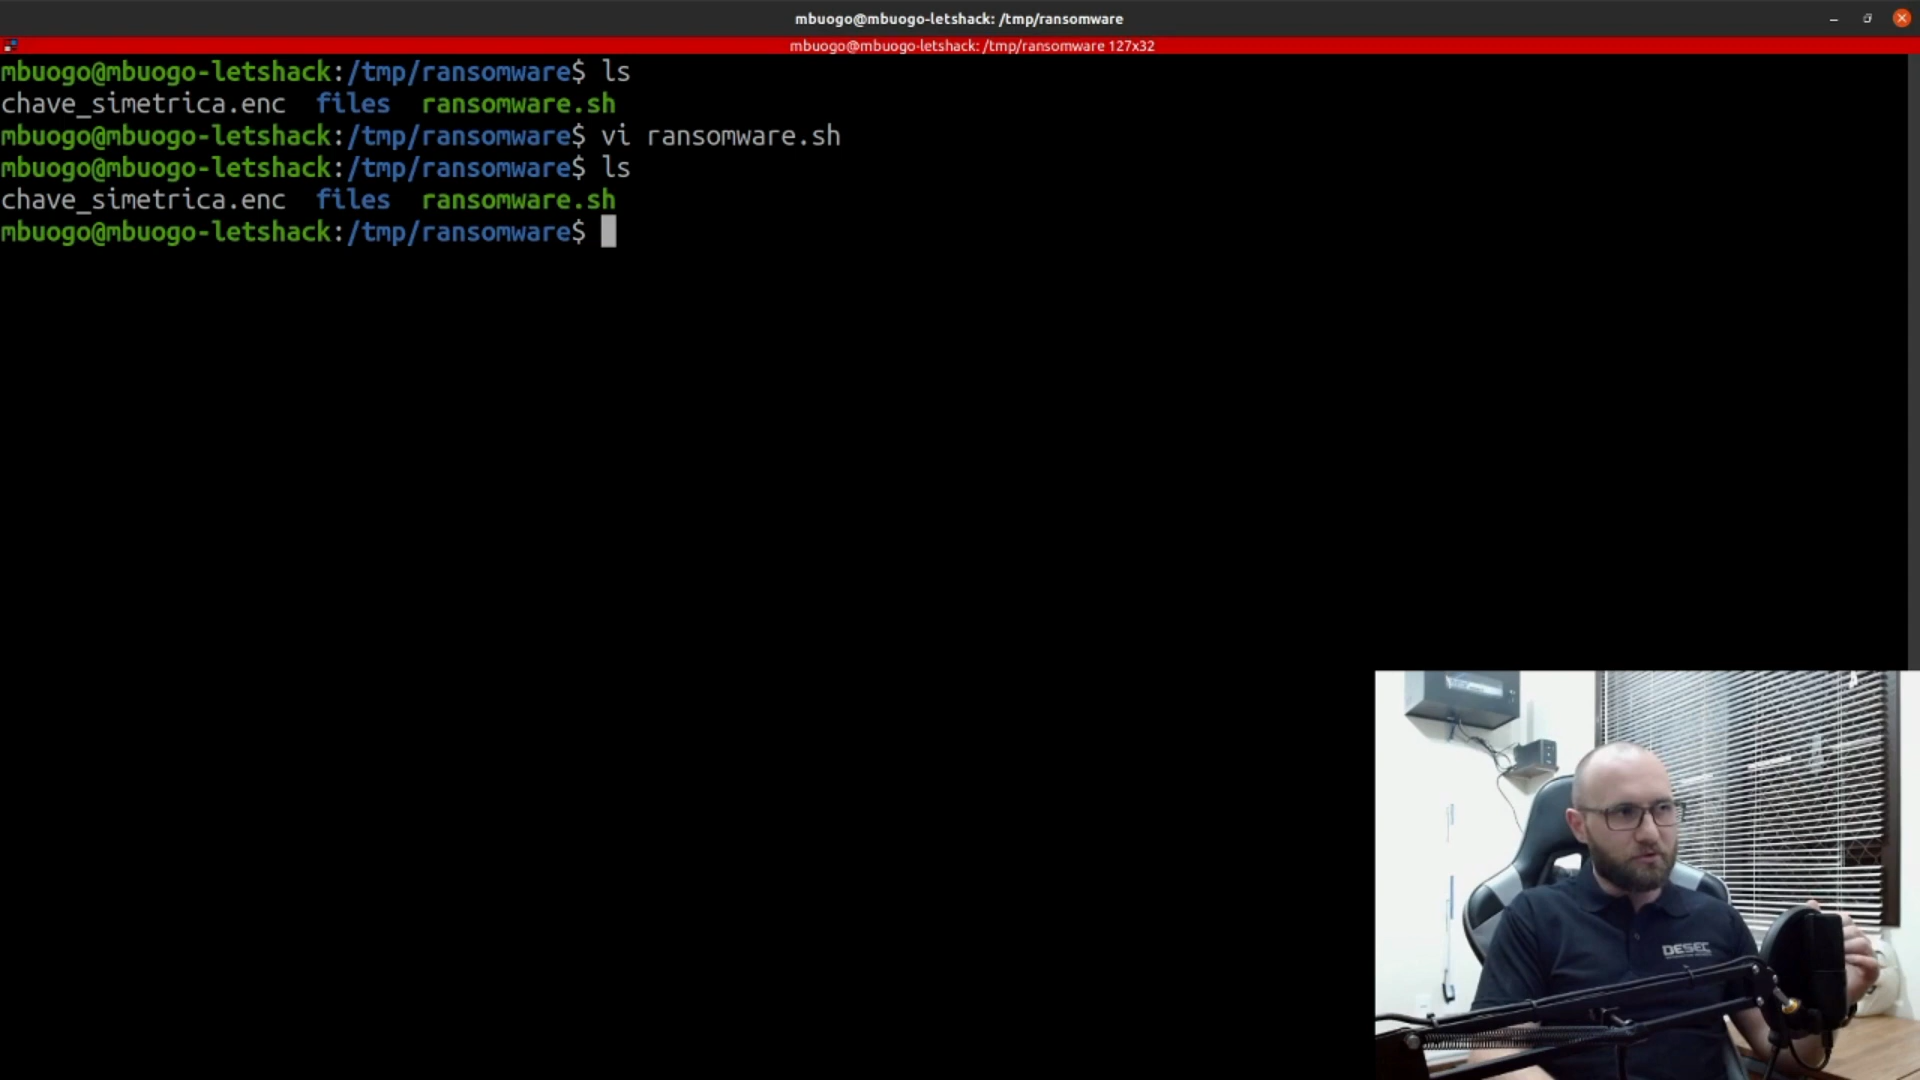 mbuogo@mbuogo-letshack: /tmp/ransomware
mbuogo@mbuogo-letshack: /tmp/ransomware 127x32
mbuogo@mbuogo-letshack:/tmp/ransomware$ ls
chave_simetrica.enc  files  ransomware.sh
mbuogo@mbuogo-letshack:/tmp/ransomware$ vi ransomware.sh
mbuogo@mbuogo-letshack:/tmp/ransomware$ ls
chave_simetrica.enc  files  ransomware.sh
mbuogo@mbuogo-letshack:/tmp/ransomware$
DESEC